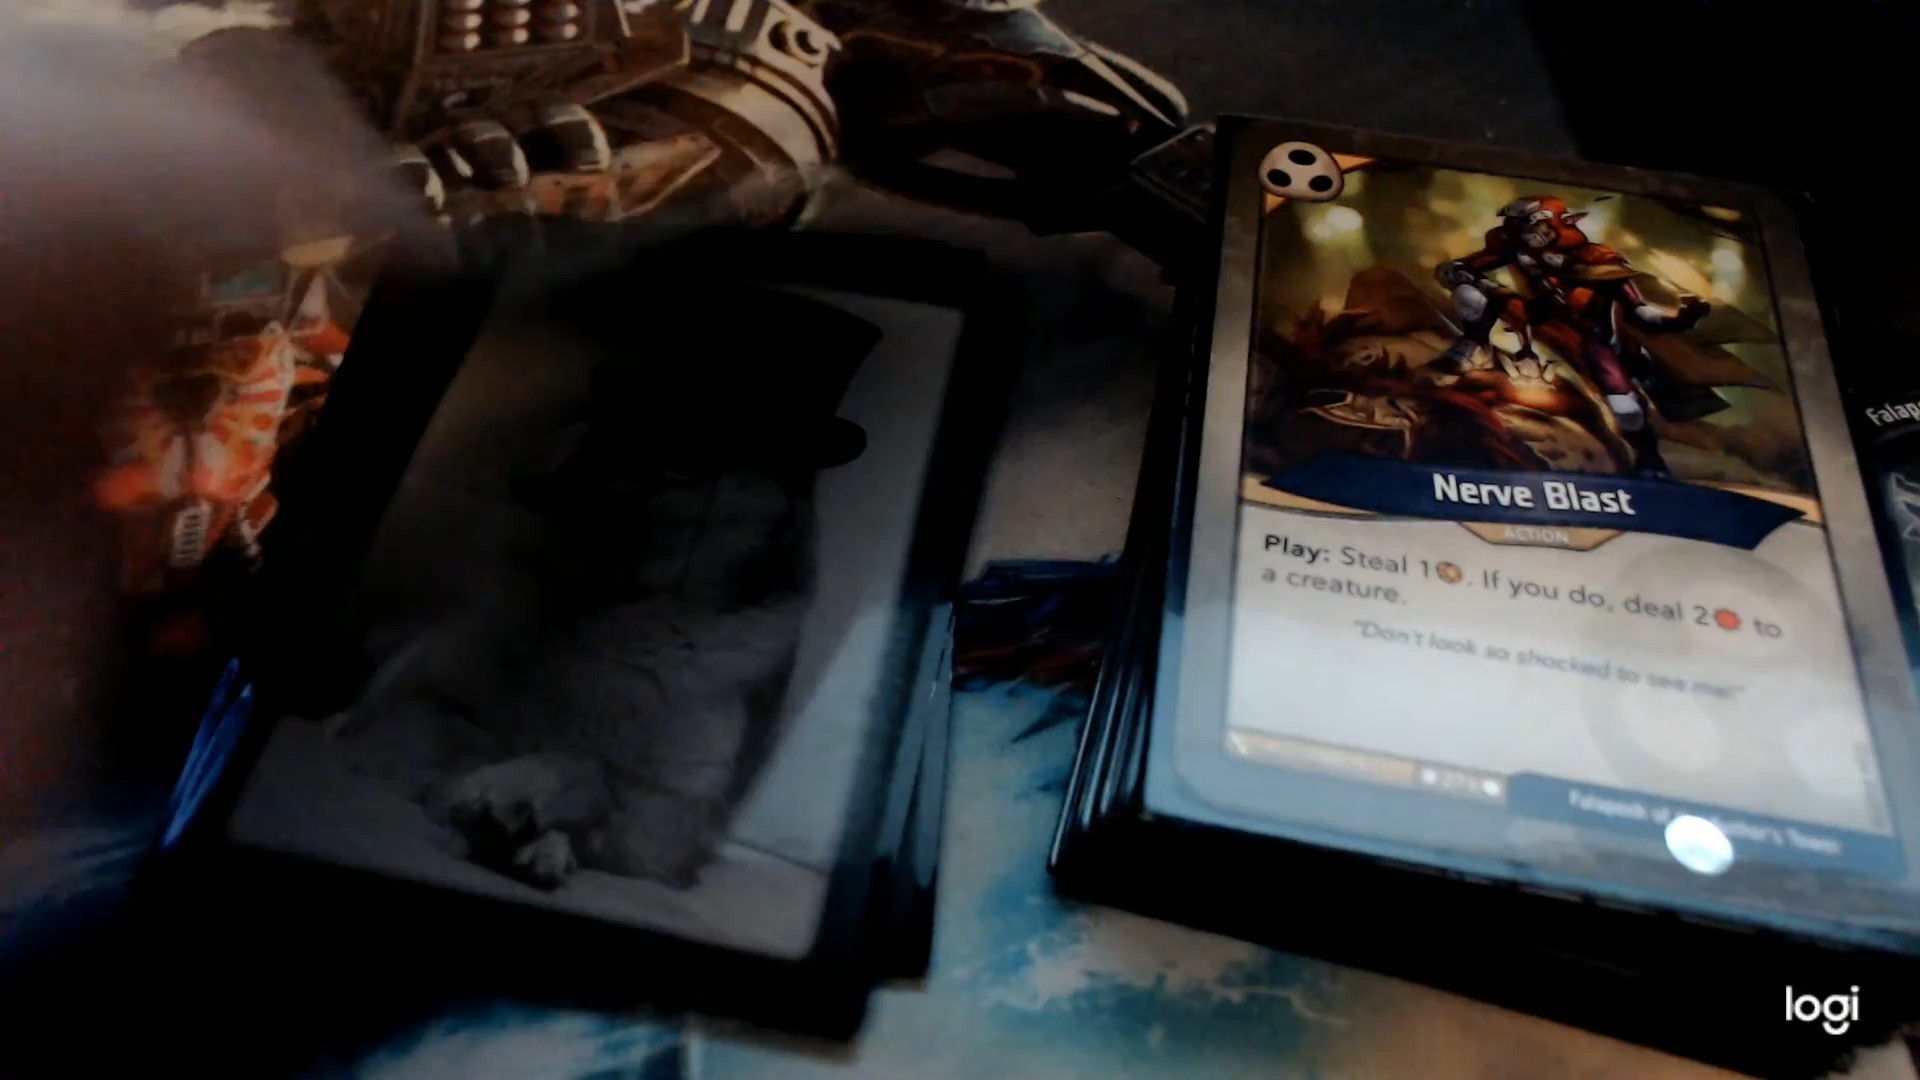 Nerve Blast
ACTION
Play: Steal 1. If you do, deal 2 to
a creature.
"Don't look so shocked to see me!"
Falap
logi